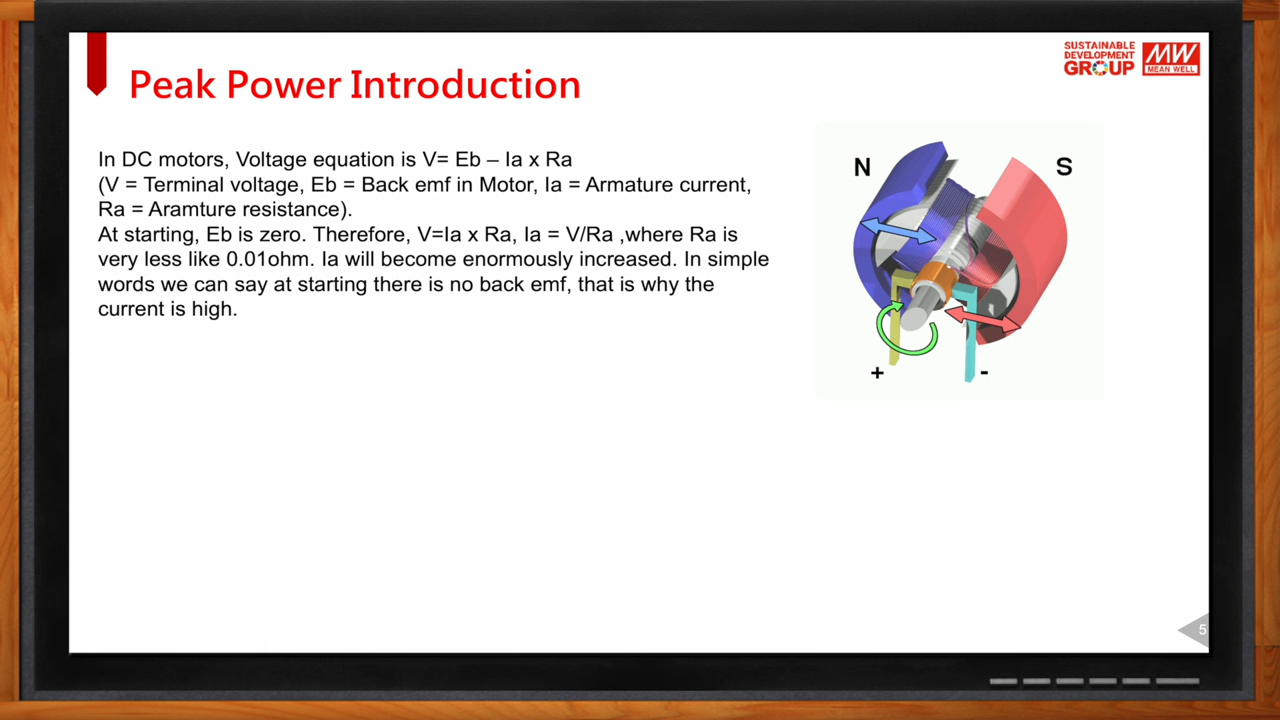 Peak Power Introduction
SUSTAINABLE
DEVELOPMENT
GROUP
MW
MEAN WELL
In DC motors, Voltage equation is V= Eb – Ia x Ra
(V = Terminal voltage, Eb = Back emf in Motor, Ia = Armature current,
Ra = Aramture resistance).
At starting, Eb is zero. Therefore, V=Ia x Ra, Ia = V/Ra ,where Ra is
very less like 0.01ohm. Ia will become enormously increased. In simple
words we can say at starting there is no back emf, that is why the
current is high.
N
S
+
-
5